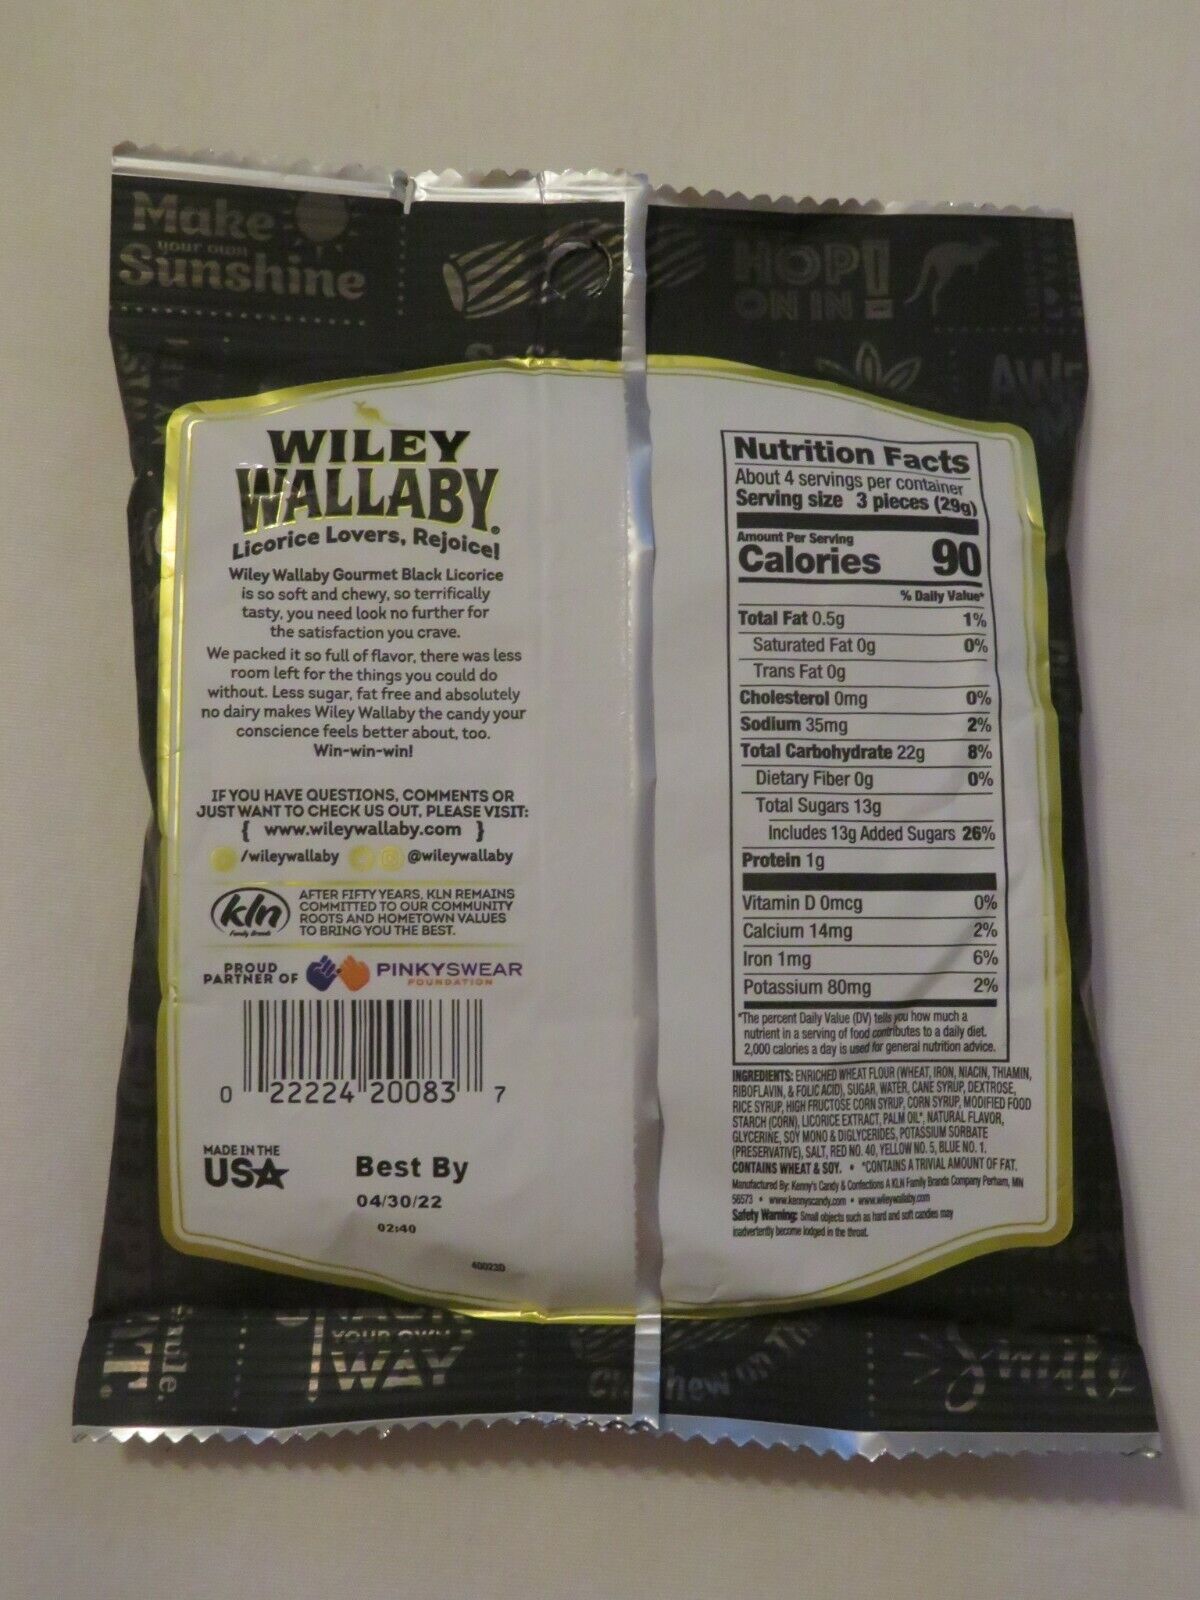 Make
your own
Sunshine
HOP!
ON IN
WILEY
WALLABY®
Licorice Lovers, Rejoice!
Wiley Wallaby Gourmet Black Licorice
is so soft and chewy, so terrifically
tasty, you need look no further for
the satisfaction you crave.
We packed it so full of flavor, there was less
room left for the things you could do
without. Less sugar, fat free and absolutely
no dairy makes Wiley Wallaby the candy your
conscience feels better about, too.
Win-win-win!
IF YOU HAVE QUESTIONS, COMMENTS OR
JUST WANT TO CHECK US OUT, PLEASE VISIT:
{ www.wileywallaby.com }
/wileywallaby @wileywallaby
kln
Family Brands
AFTER FIFTY YEARS, KLN REMAINS
COMMITTED TO OUR COMMUNITY
ROOTS AND HOMETOWN VALUES
TO BRING YOU THE BEST.
PROUD
PARTNER OF
PINKYSWEAR
FOUNDATION
0 22224 20083 7
MADE IN THE
USA
Best By
04/30/22
02:40
40023D
Nutrition Facts
About 4 servings per container
Serving size 3 pieces (29g)
Amount Per Serving
Calories 90
% Daily Value*
Total Fat 0.5g 1%
Saturated Fat 0g 0%
Trans Fat 0g
Cholesterol 0mg 0%
Sodium 35mg 2%
Total Carbohydrate 22g 8%
Dietary Fiber 0g 0%
Total Sugars 13g
Includes 13g Added Sugars 26%
Protein 1g
Vitamin D 0mcg 0%
Calcium 14mg 2%
Iron 1mg 6%
Potassium 80mg 2%
*The percent Daily Value (DV) tells you how much a
nutrient in a serving of food contributes to a daily diet.
2,000 calories a day is used for general nutrition advice.
INGREDIENTS: ENRICHED WHEAT FLOUR (WHEAT, IRON, NIACIN, THIAMIN,
RIBOFLAVIN, & FOLIC ACID), SUGAR, WATER, CANE SYRUP, DEXTROSE,
RICE SYRUP, HIGH FRUCTOSE CORN SYRUP, CORN SYRUP, MODIFIED FOOD
STARCH (CORN), LICORICE EXTRACT, PALM OIL*, NATURAL FLAVOR,
GLYCERINE, SOY MONO & DIGLYCERIDES, POTASSIUM SORBATE
(PRESERVATIVE), SALT, RED NO. 40, YELLOW NO. 5, BLUE NO. 1.
CONTAINS WHEAT & SOY. • *CONTAINS A TRIVIAL AMOUNT OF FAT.
Manufactured By: Kenny's Candy & Confections A KLN Family Brands Company Perham, MN
56573 • www.kennyscandy.com • www.wileywallaby.com
Safety Warning: Small objects such as hard and soft candies may
inadvertently become lodged in the throat.
YOUR OWN
WAY